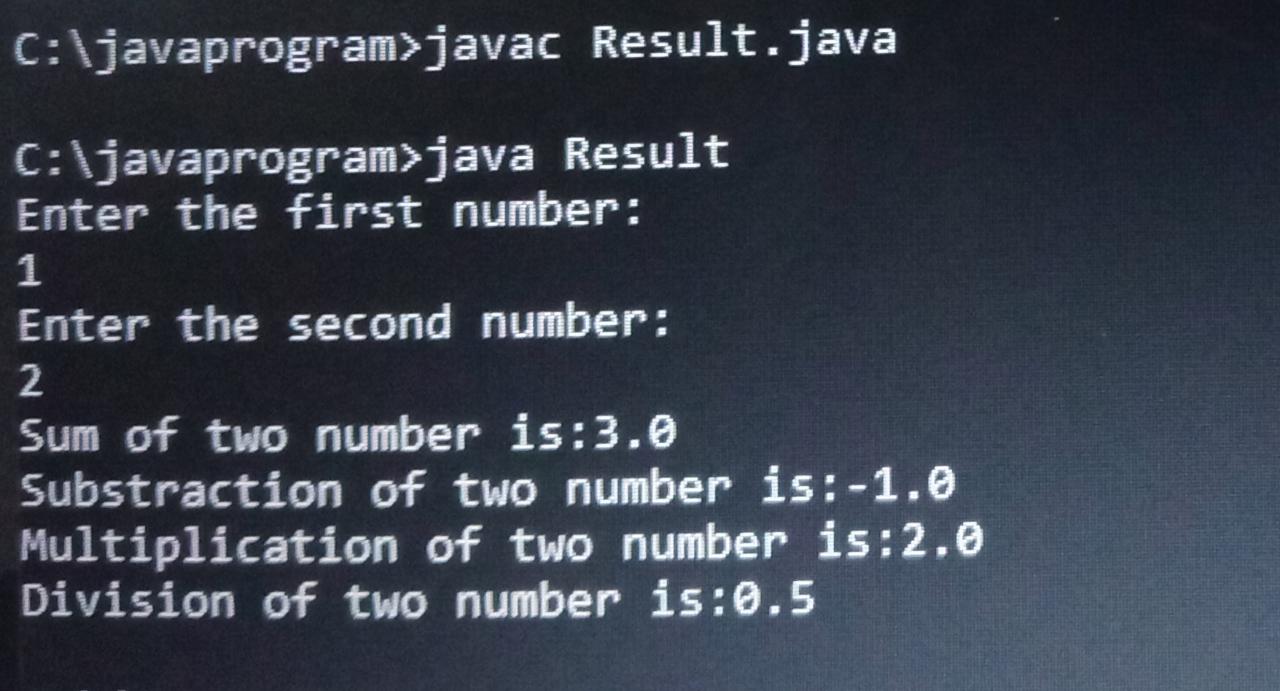 C:\javaprogram>javac Result.java
C:\javaprogram>java Result
Enter the first number:
1
Enter the second number:
2
Sum of two number is:3.0
Substraction of two number is:-1.0
Multiplication of two number is:2.0
Division of two number is:0.5